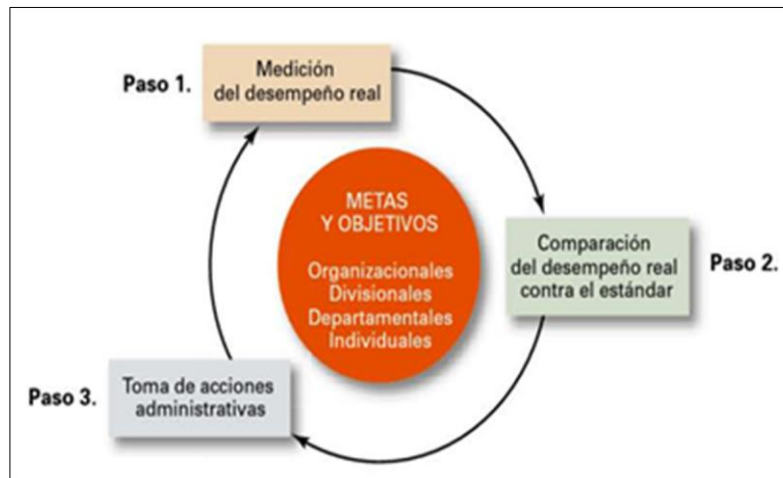 Paso 1.
Medición
del desempeño real
METAS
Y OBJETIVOS
Organizacionales
Divisionales
Departamentales
Individuales
Comparación
del desempeño real
contra el estándar
Paso 2.
Paso 3.
Toma de acciones
administrativas